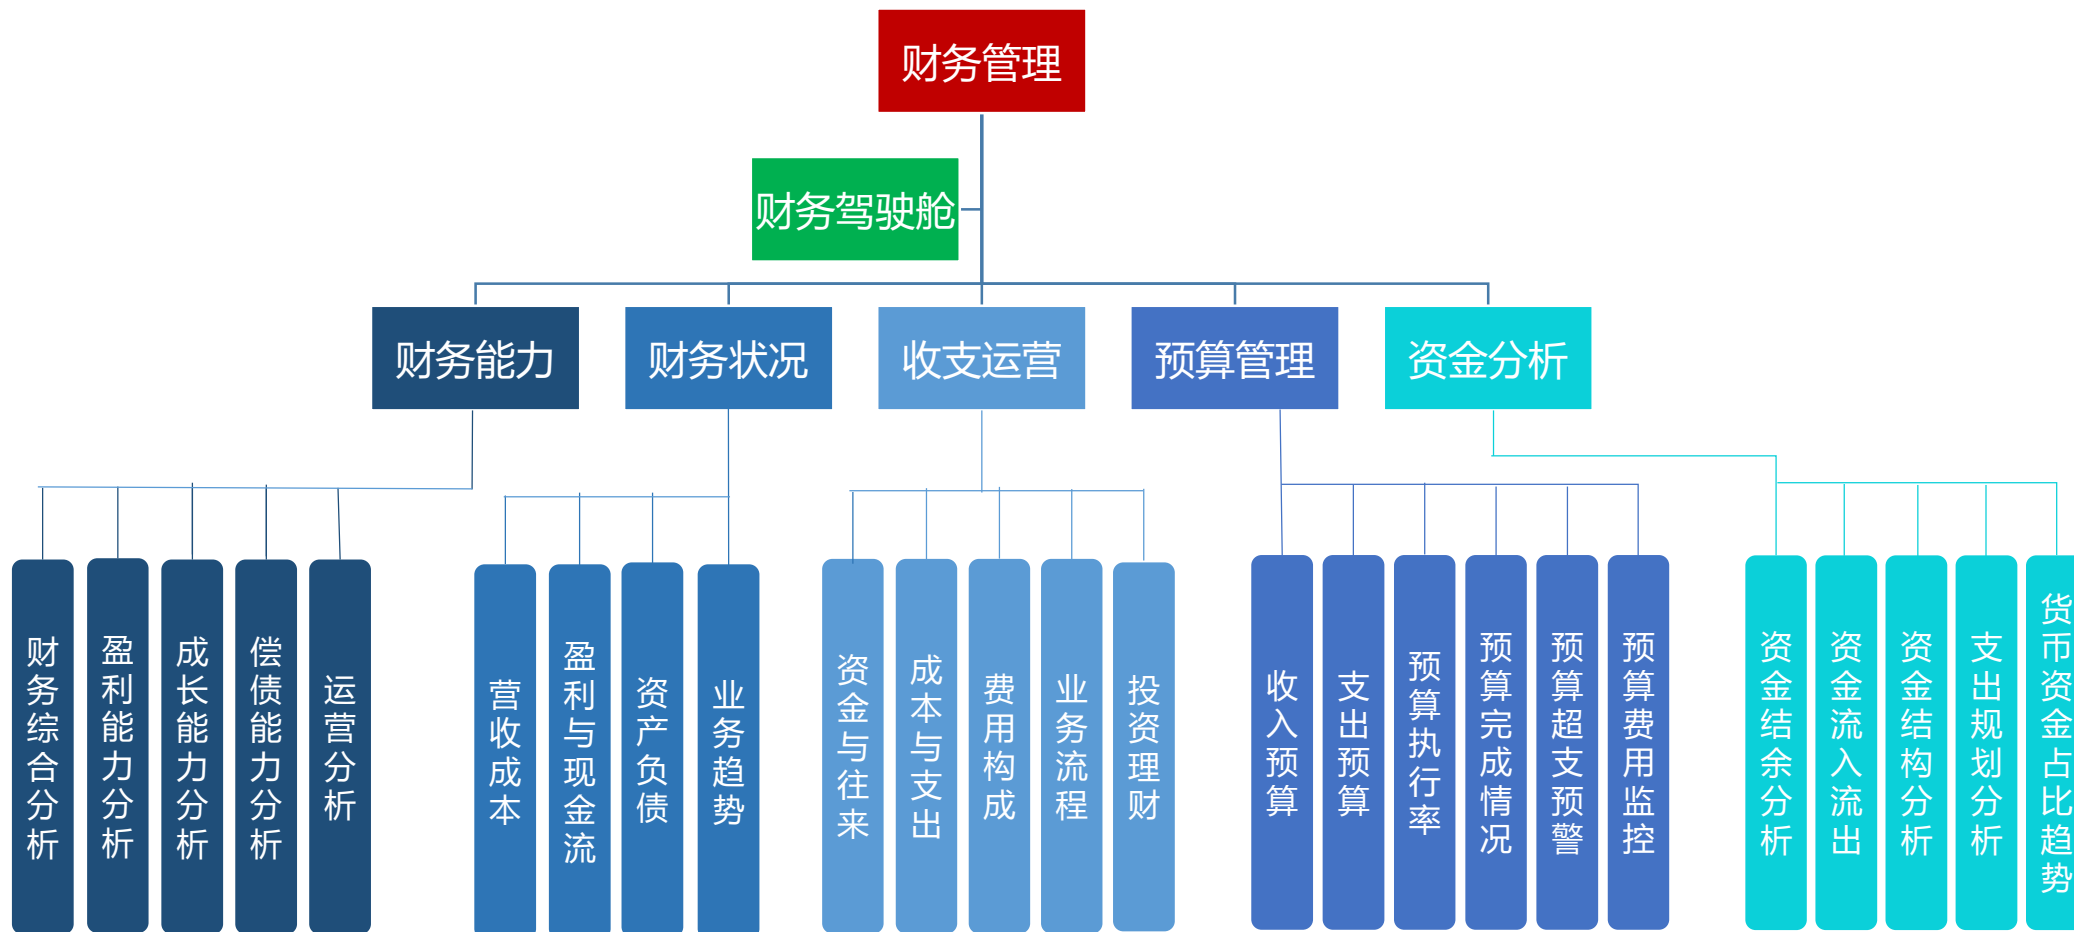 财务管理
财务驾驶舱
财务能力
财务状况
收支运营
预算管理
资金分析
财务综合分析
盈利能力分析
成长能力分析
偿债能力分析
运营分析
营收成本
盈利与现金流
资产负债
业务趋势
资金与往来
成本与支出
费用构成
业务流程
投资理财
收入预算
支出预算
预算执行率
预算完成情况
预算超支预警
预算费用监控
资金结余分析
资金流入流出
资金结构分析
支出规划分析
货币资金占比趋势